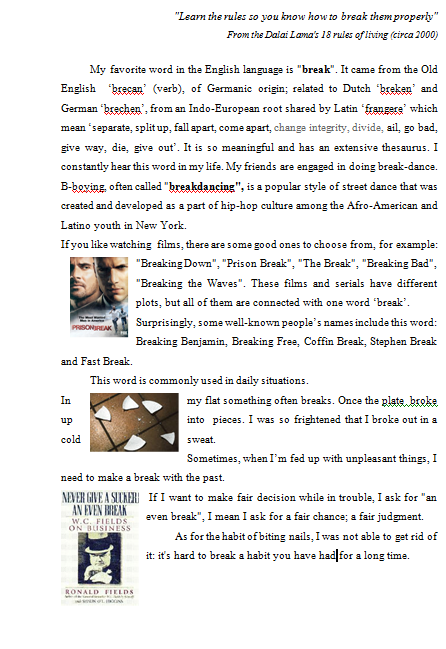 "Learn the rules so you know how to break them properly"
From the Dalai Lama's 18 rules of living (circa 2000)
My favorite word in the English language is "break". It came from the Old
English ‘brecan’ (verb), of Germanic origin; related to Dutch ‘breken’ and
German ‘brechen’, from an Indo-European root shared by Latin ‘frangere’ which
mean ‘separate, split up, fall apart, come apart, change integrity, divide, ail, go bad,
give way, die, give out’. It is so meaningful and has an extensive thesaurus. I
constantly hear this word in my life. My friends are engaged in doing break-dance.
B-boying, often called "breakdancing", is a popular style of street dance that was
created and developed as a part of hip-hop culture among the Afro-American and
Latino youth in New York.
If you like watching films, there are some good ones to choose from, for example:
"Breaking Down", "Prison Break", "The Break", "Breaking Bad",
"Breaking the Waves". These films and serials have different
plots, but all of them are connected with one word ‘break’.
PRISON BREAK
Surprisingly, some well-known people’s names include this word:
Breaking Benjamin, Breaking Free, Coffin Break, Stephen Break
and Fast Break.
This word is commonly used in daily situations.
In my flat something often breaks. Once the plate broke
up into pieces. I was so frightened that I broke out in a
cold sweat.
Sometimes, when I’m fed up with unpleasant things, I
need to make a break with the past.
NEVER GIVE A SUCKER
AN EVEN BREAK
W.C. FIELDS
ON BUSINESS
RONALD FIELDS
If I want to make fair decision while in trouble, I ask for "an
even break", I mean I ask for a fair chance; a fair judgment.
As for the habit of biting nails, I was not able to get rid of
it: it's hard to break a habit you have had for a long time.